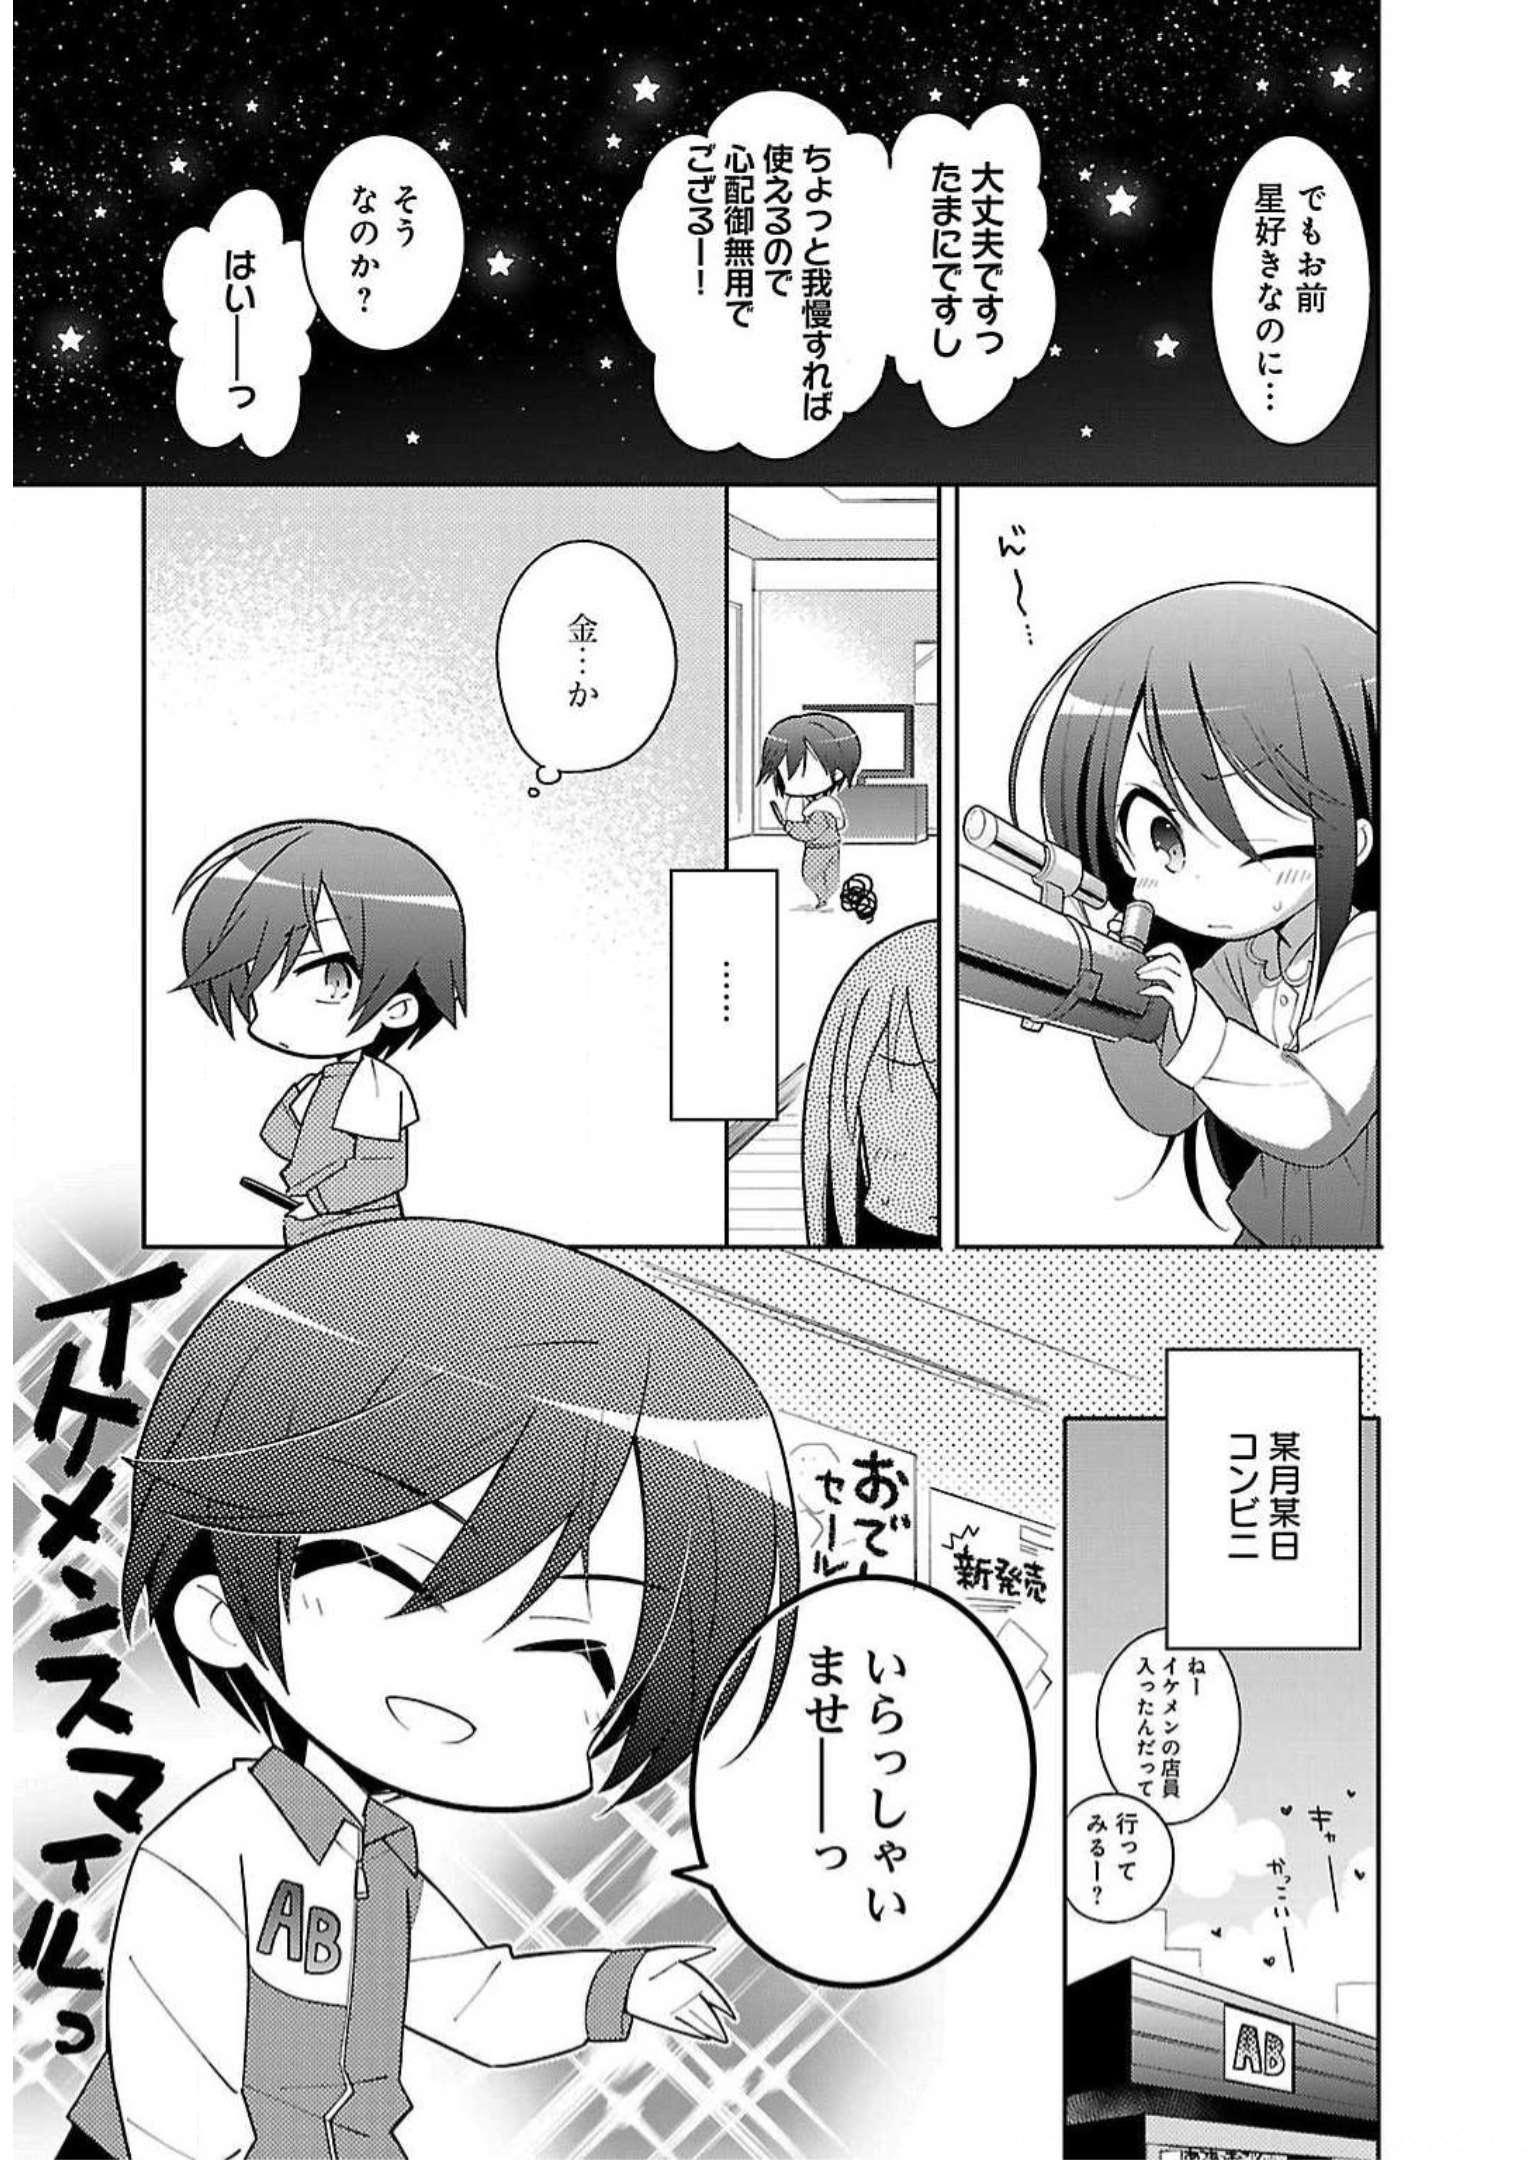 でもお前
星好きなのに…
大丈夫ですっ
たまにですし
ちょっと我慢すれば
使えるので
心配御無用で
ござるー！
そう
なのか？
はい――っ
ん〜…
……
金…か
某月某日
コンビニ
ねー
イケメンの店員
入ったんだって
行って
みるー？
キャー
かっこいー
AB
新発売
おでん
セール
いらっしゃい
ませ――っ
AB
イケメンスマイルっ